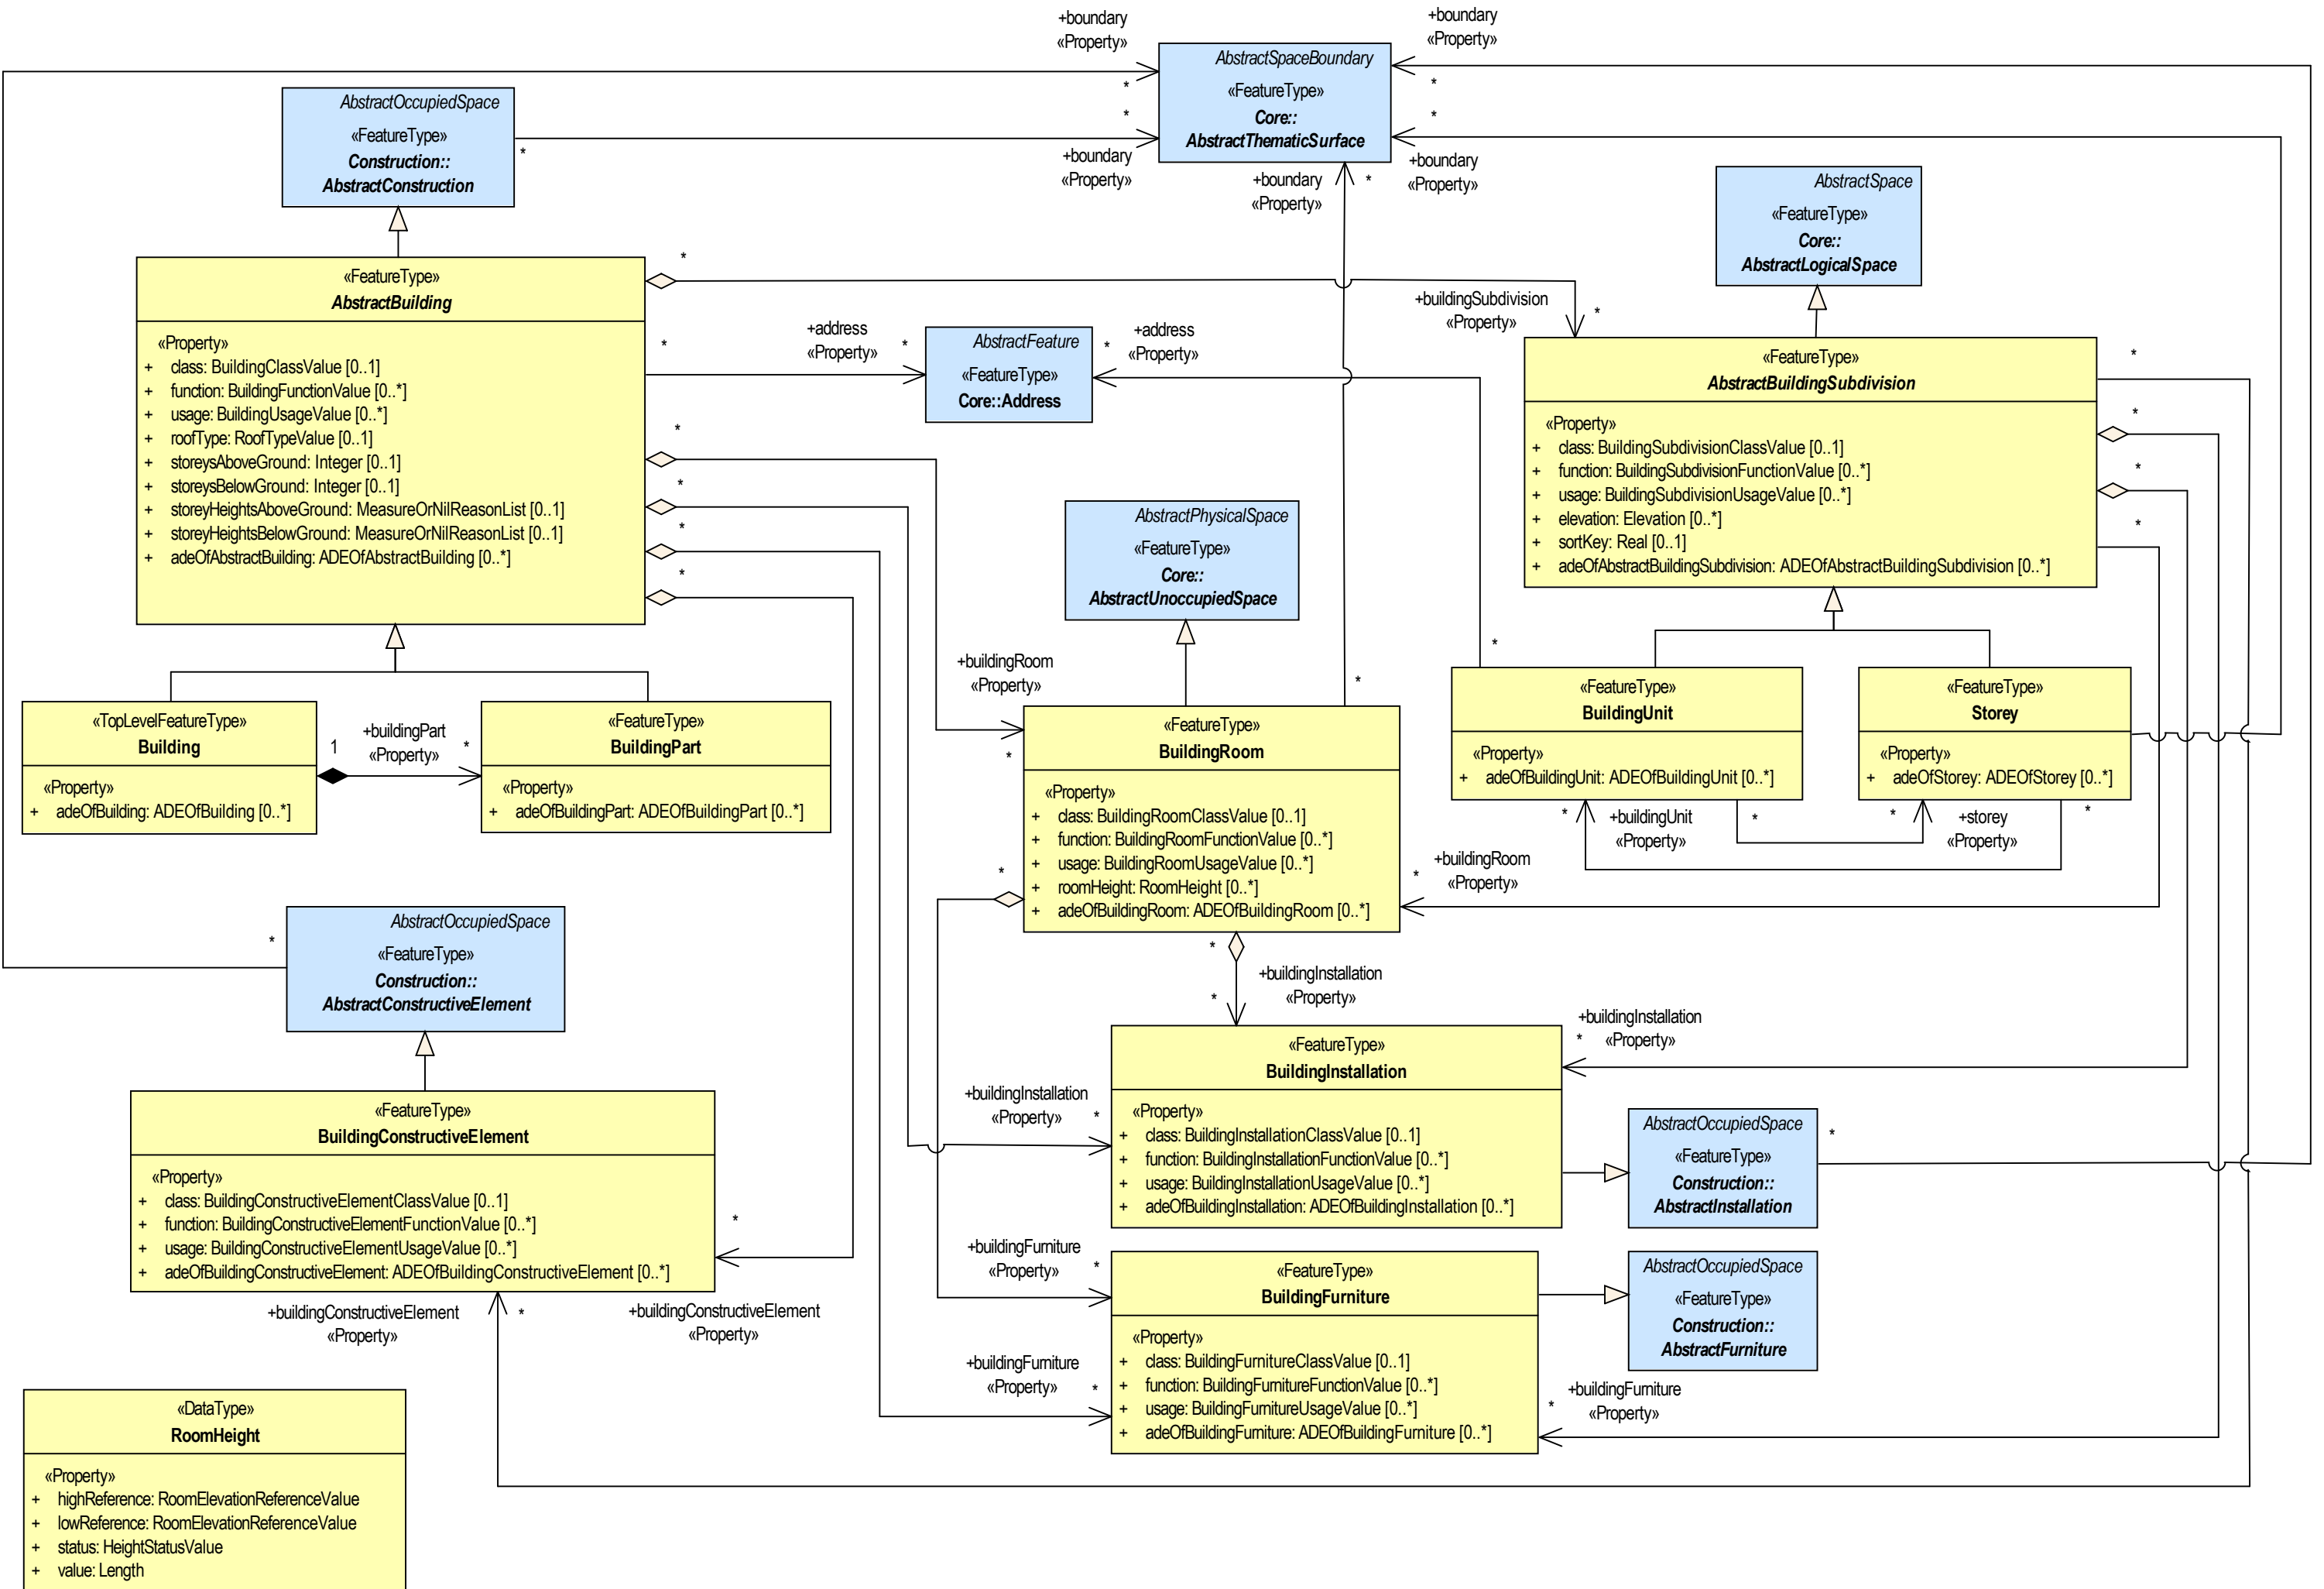 +boundary
«Property»
*
*
+boundary
«Property»
AbstractSpaceBoundary
«FeatureType»
Core::
AbstractThematicSurface
+boundary
«Property»
*
*
+boundary
«Property»
+boundary
«Property»
*
AbstractOccupiedSpace
«FeatureType»
Construction::
AbstractConstruction
*
AbstractSpace
«FeatureType»
Core::
AbstractLogicalSpace
«FeatureType»
AbstractBuilding
«Property»
+ class: BuildingClassValue [0..1]
+ function: BuildingFunctionValue [0..*]
+ usage: BuildingUsageValue [0..*]
+ roofType: RoofTypeValue [0..1]
+ storeysAboveGround: Integer [0..1]
+ storeysBelowGround: Integer [0..1]
+ storeyHeightsAboveGround: MeasureOrNilReasonList [0..1]
+ storeyHeightsBelowGround: MeasureOrNilReasonList [0..1]
+ adeOfAbstractBuilding: ADEOfAbstractBuilding [0..*]
*
*
*
*
*
*
+address
«Property»
*
AbstractFeature
«FeatureType»
Core::Address
*
+address
«Property»
+buildingSubdivision
«Property»
*
«FeatureType»
AbstractBuildingSubdivision
«Property»
+ class: BuildingSubdivisionClassValue [0..1]
+ function: BuildingSubdivisionFunctionValue [0..*]
+ usage: BuildingSubdivisionUsageValue [0..*]
+ elevation: Elevation [0..*]
+ sortKey: Real [0..1]
+ adeOfAbstractBuildingSubdivision: ADEOfAbstractBuildingSubdivision [0..*]
*
*
*
*
AbstractPhysicalSpace
«FeatureType»
Core::
AbstractUnoccupiedSpace
«TopLevelFeatureType»
Building
«Property»
+ adeOfBuilding: ADEOfBuilding [0..*]
1
+buildingPart
«Property»
*
«FeatureType»
BuildingPart
«Property»
+ adeOfBuildingPart: ADEOfBuildingPart [0..*]
+buildingRoom
«Property»
*
*
«FeatureType»
BuildingRoom
«Property»
+ class: BuildingRoomClassValue [0..1]
+ function: BuildingRoomFunctionValue [0..*]
+ usage: BuildingRoomUsageValue [0..*]
+ roomHeight: RoomHeight [0..*]
+ adeOfBuildingRoom: ADEOfBuildingRoom [0..*]
*
*
*
«FeatureType»
BuildingUnit
«Property»
+ adeOfBuildingUnit: ADEOfBuildingUnit [0..*]
«FeatureType»
Storey
«Property»
+ adeOfStorey: ADEOfStorey [0..*]
*
+buildingUnit
«Property»
*
*
+storey
«Property»
*
+buildingRoom
«Property»
*
+buildingInstallation
«Property»
*
AbstractOccupiedSpace
«FeatureType»
Construction::
AbstractConstructiveElement
*
«FeatureType»
BuildingConstructiveElement
«Property»
+ class: BuildingConstructiveElementClassValue [0..1]
+ function: BuildingConstructiveElementFunctionValue [0..*]
+ usage: BuildingConstructiveElementUsageValue [0..*]
+ adeOfBuildingConstructiveElement: ADEOfBuildingConstructiveElement [0..*]
*
+buildingConstructiveElement
«Property»
*
+buildingConstructiveElement
«Property»
+buildingInstallation
«Property»
*
«FeatureType»
BuildingInstallation
«Property»
+ class: BuildingInstallationClassValue [0..1]
+ function: BuildingInstallationFunctionValue [0..*]
+ usage: BuildingInstallationUsageValue [0..*]
+ adeOfBuildingInstallation: ADEOfBuildingInstallation [0..*]
+buildingInstallation
*
«Property»
AbstractOccupiedSpace
«FeatureType»
Construction::
AbstractInstallation
*
+buildingFurniture
«Property»
*
+buildingFurniture
«Property»
*
«FeatureType»
BuildingFurniture
«Property»
+ class: BuildingFurnitureClassValue [0..1]
+ function: BuildingFurnitureFunctionValue [0..*]
+ usage: BuildingFurnitureUsageValue [0..*]
+ adeOfBuildingFurniture: ADEOfBuildingFurniture [0..*]
AbstractOccupiedSpace
«FeatureType»
Construction::
AbstractFurniture
+buildingFurniture
*
«Property»
«DataType»
RoomHeight
«Property»
+ highReference: RoomElevationReferenceValue
+ lowReference: RoomElevationReferenceValue
+ status: HeightStatusValue
+ value: Length